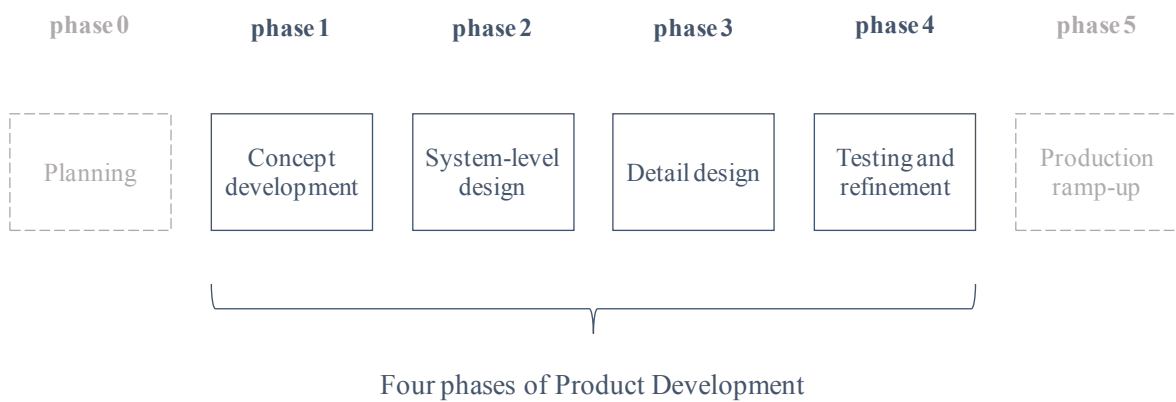 phase 0 phase 1 phase 2 phase 3 phase 4 phase 5
Planning
Concept
development
System-level
design
Detail design
Testing and
refinement
Production
ramp-up
Four phases of Product Development